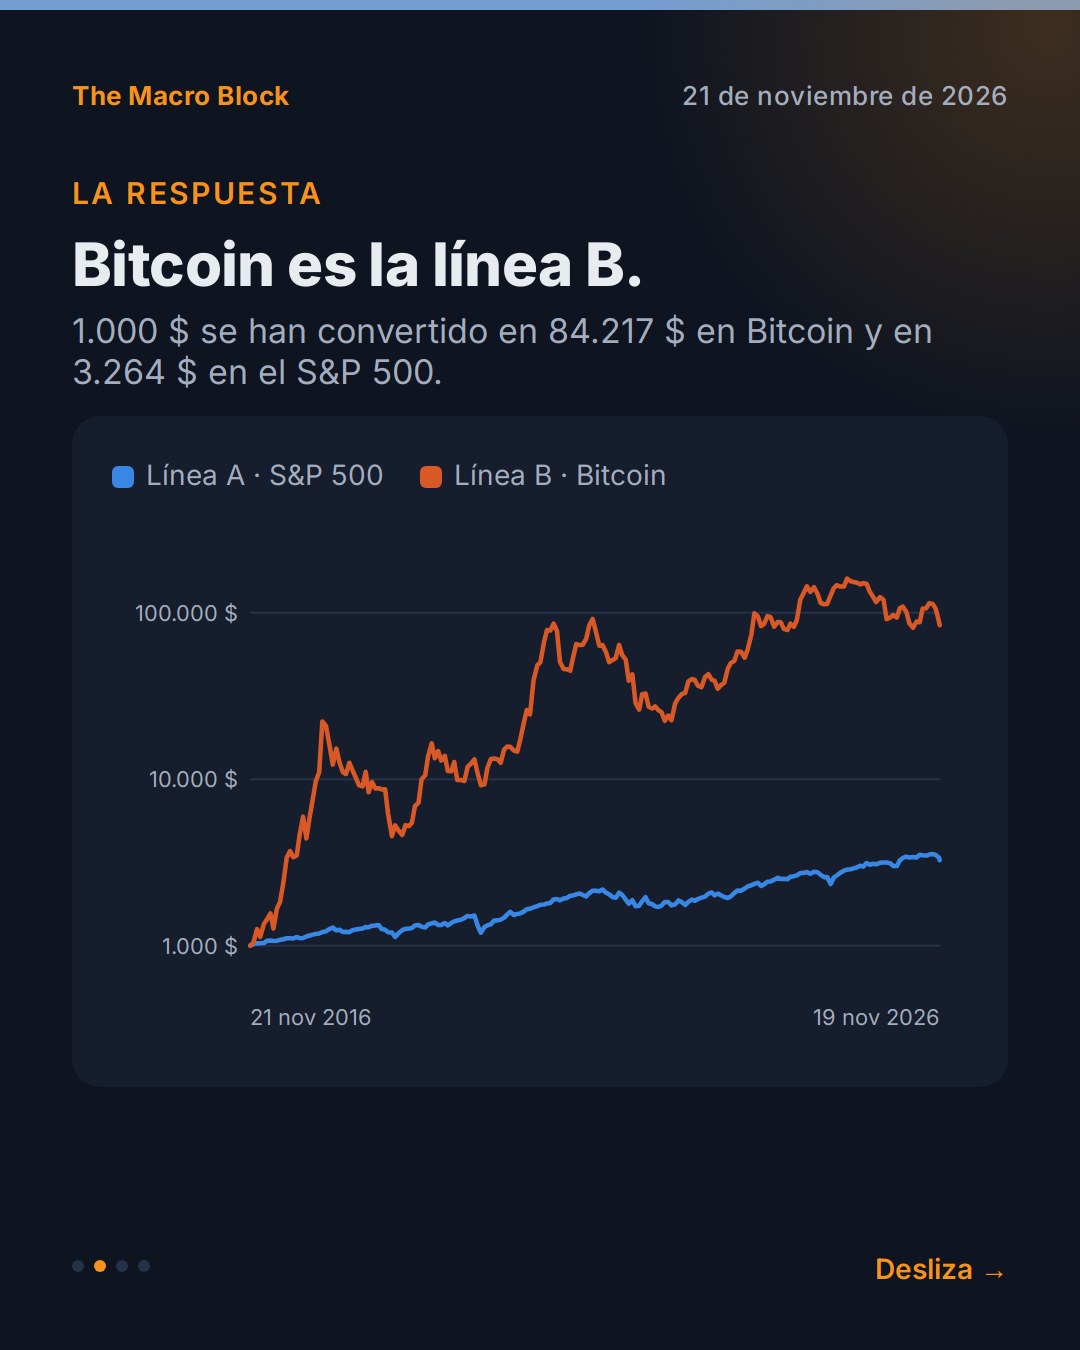 The Macro Block
21 de noviembre de 2026
LA RESPUESTA
Bitcoin es la línea B.
1.000 $ se han convertido en 84.217 $ en Bitcoin y en
3.264 $ en el S&P 500.
Línea A · S&P 500
Línea B · Bitcoin
100.000 $
10.000 $
1.000 $
21 nov 2016
19 nov 2026
Desliza →